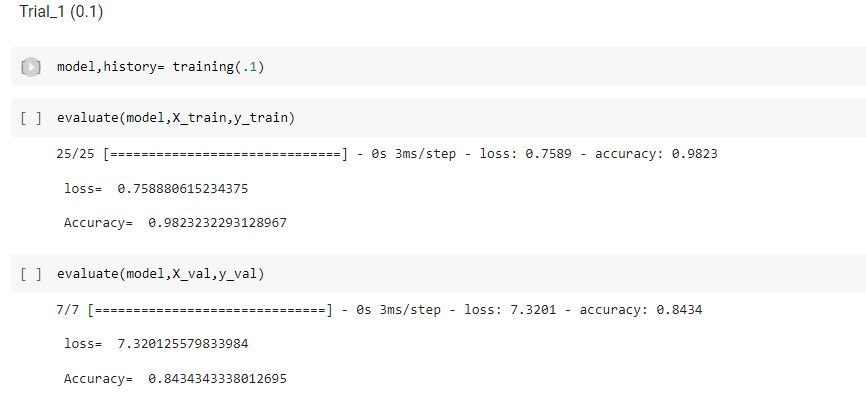 Trial_1 (0.1)
model,history= training(.1)
[ ] evaluate(model,X_train,y_train)
25/25 [==============================] - 0s 3ms/step - loss: 0.7589 - accuracy: 0.9823
loss=  0.758880615234375
Accuracy=  0.9823232293128967
[ ] evaluate(model,X_val,y_val)
7/7 [==============================] - 0s 3ms/step - loss: 7.3201 - accuracy: 0.8434
loss=  7.320125579833984
Accuracy=  0.8434343338012695